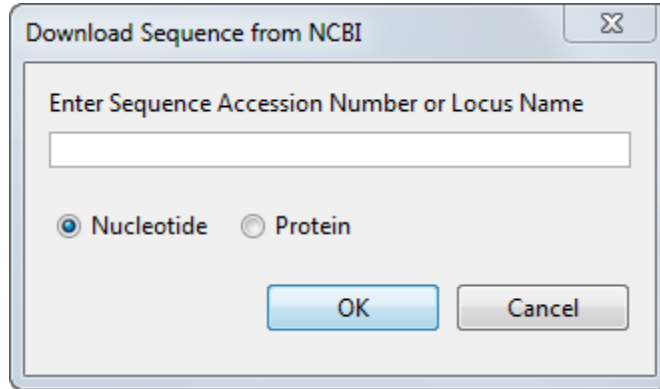 Download Sequence from NCBI
Enter Sequence Accession Number or Locus Name
Nucleotide Protein
OK Cancel